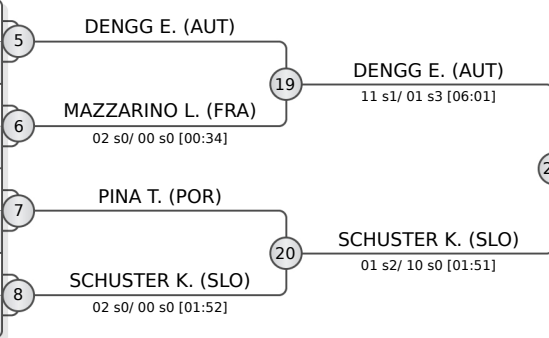 DENGG E. (AUT)
5
19
DENGG E. (AUT)
11 s1/ 01 s3 [06:01]
MAZZARINO L. (FRA)
6
02 s0/ 00 s0 [00:34]
PINA T. (POR)
7
20
SCHUSTER K. (SLO)
01 s2/ 10 s0 [01:51]
SCHUSTER K. (SLO)
8
02 s0/ 00 s0 [01:52]